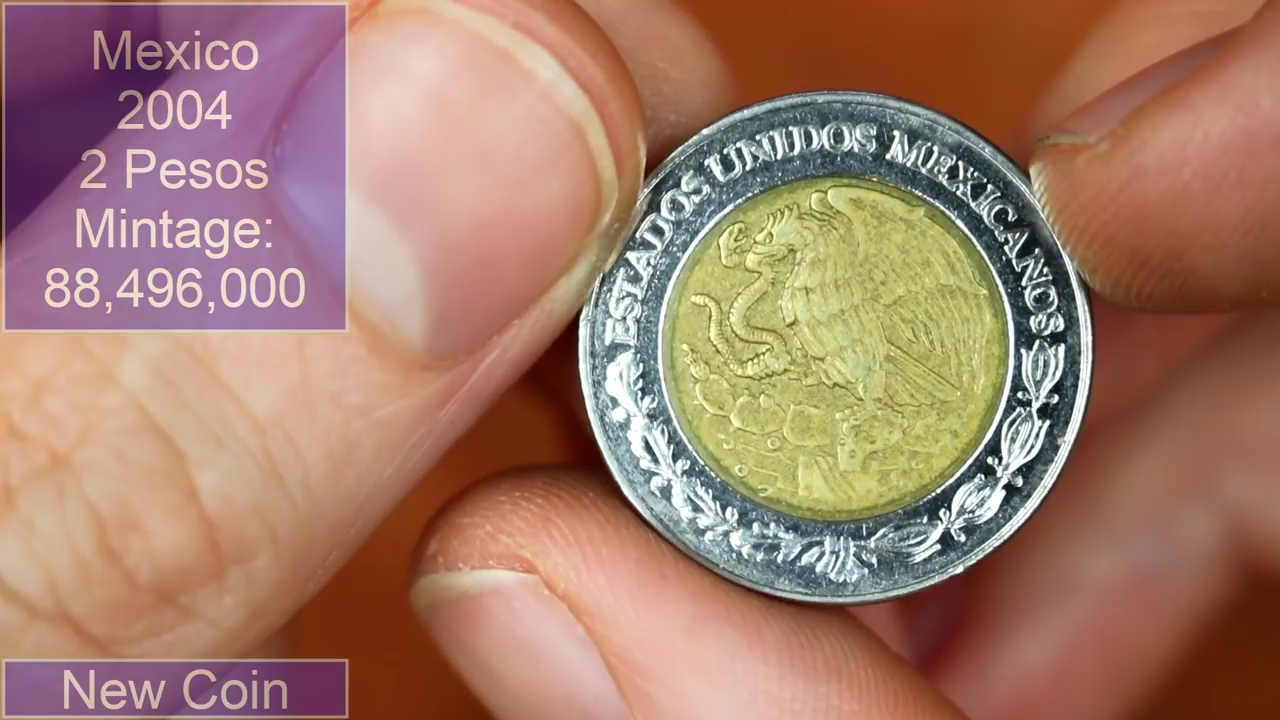 Mexico
2004
2 Pesos
Mintage:
88,496,000
ESTADOS UNIDOS MEXICANOS
New Coin